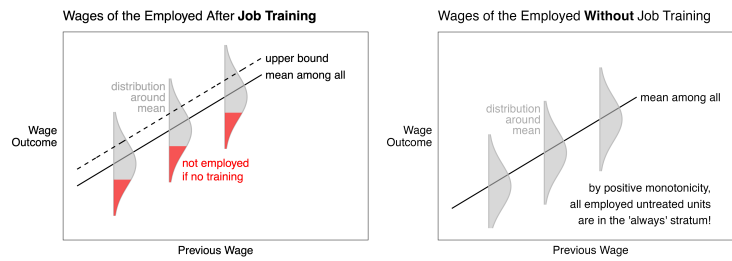 Wages of the Employed After Job Training
upper bound
mean among all
distribution
around
mean
Wage
Outcome
not employed
if no training
Previous Wage
Wages of the Employed Without Job Training
mean among all
distribution
around
mean
Wage
Outcome
by positive monotonicity,
all employed untreated units
are in the 'always' stratum!
Previous Wage